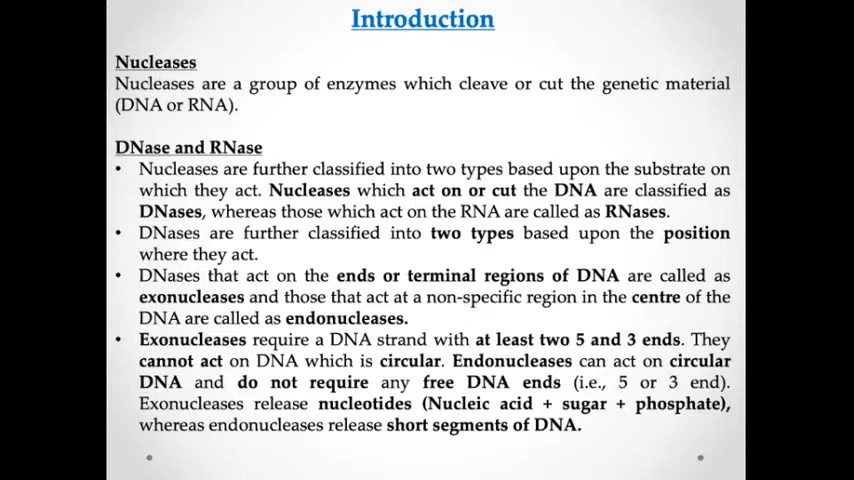 Introduction
Nucleases
Nucleases are a group of enzymes which cleave or cut the genetic material
(DNA or RNA).
DNase and RNase
• Nucleases are further classified into two types based upon the substrate on
which they act. Nucleases which act on or cut the DNA are classified as
DNases, whereas those which act on the RNA are called as RNases.
• DNases are further classified into two types based upon the position
where they act.
• DNases that act on the ends or terminal regions of DNA are called as
exonucleases and those that act at a non-specific region in the centre of the
DNA are called as endonucleases.
• Exonucleases require a DNA strand with at least two 5 and 3 ends. They
cannot act on DNA which is circular. Endonucleases can act on circular
DNA and do not require any free DNA ends (i.e., 5 or 3 end).
Exonucleases release nucleotides (Nucleic acid + sugar + phosphate),
whereas endonucleases release short segments of DNA.